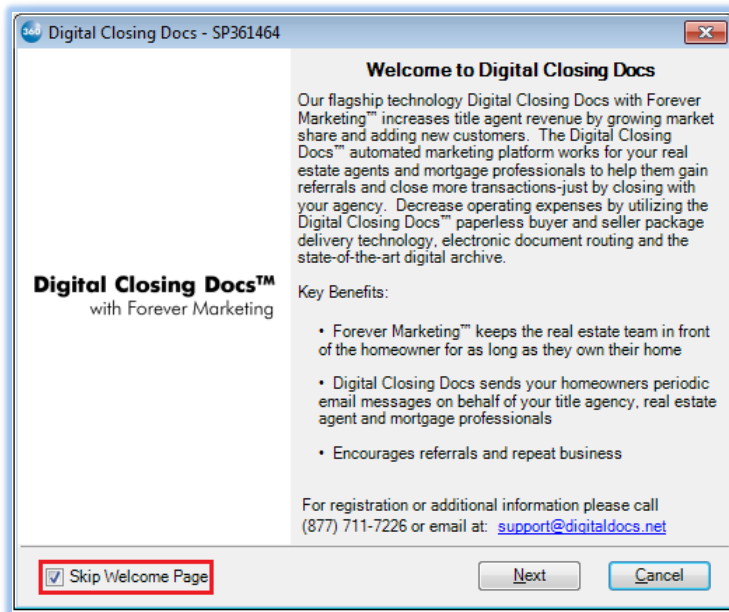 360 Digital Closing Docs - SP361464
Welcome to Digital Closing Docs
Our flagship technology Digital Closing Docs with Forever
Marketing™ increases title agent revenue by growing market
share and adding new customers. The Digital Closing
Docs™ automated marketing platform works for your real
estate agents and mortgage professionals to help them gain
referrals and close more transactions-just by closing with
your agency. Decrease operating expenses by utilizing the
Digital Closing Docs™ paperless buyer and seller package
delivery technology, electronic document routing and the
state-of-the-art digital archive.
Digital Closing Docs™
with Forever Marketing
Key Benefits:
• Forever Marketing™ keeps the real estate team in front
of the homeowner for as long as they own their home
• Digital Closing Docs sends your homeowners periodic
email messages on behalf of your title agency, real estate
agent and mortgage professionals
• Encourages referrals and repeat business
For registration or additional information please call
(877) 711-7226 or email at: support@digitaldocs.net
Skip Welcome Page
Next
Cancel